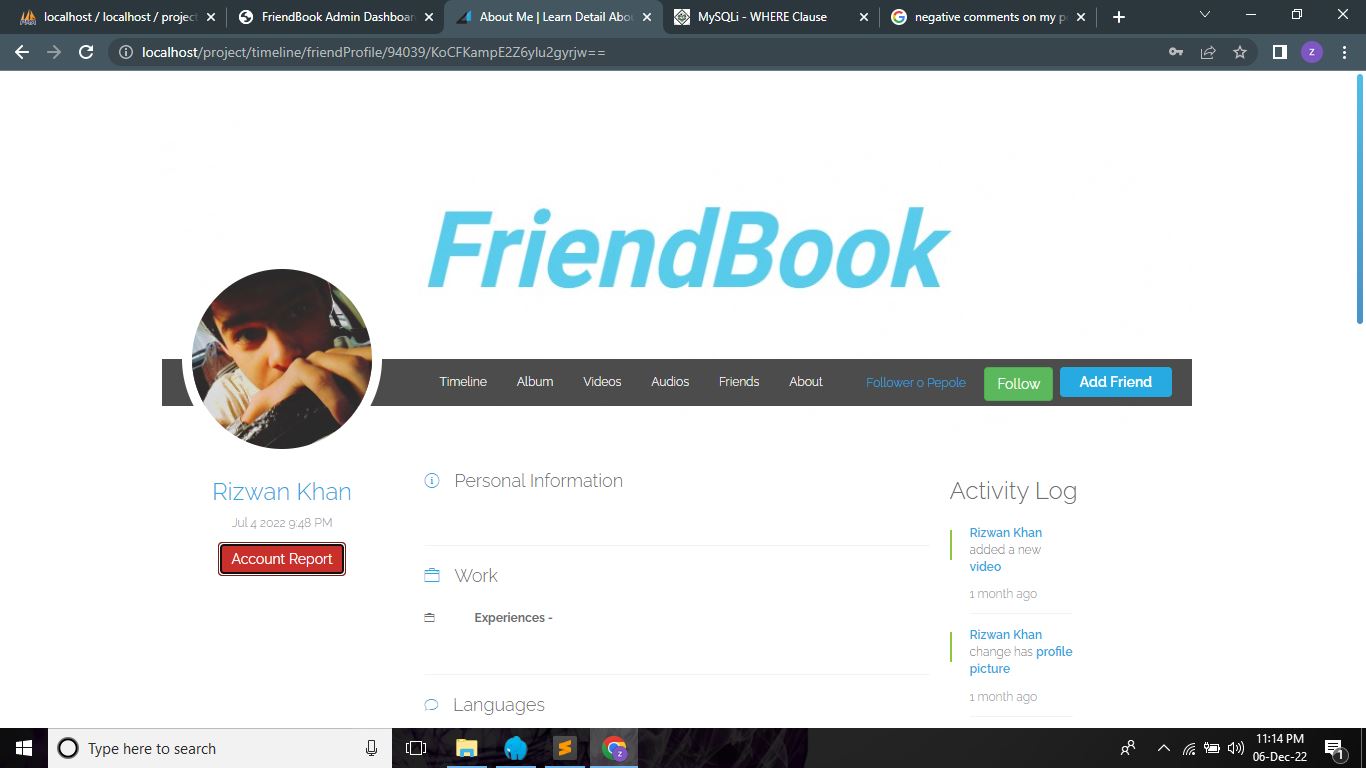 localhost / localhost / project
FriendBook Admin Dashboar
About Me | Learn Detail Abou
MySQLi - WHERE Clause
negative comments on my p
localhost/project/timeline/friendProfile/94039/KoCFKampE2Z6ylu2gyrjw==
z
FriendBook
Timeline
Album
Videos
Audios
Friends
About
Follower 0 Pepole
Follow
Add Friend
Rizwan Khan
Jul 4 2022 9:48 PM
Account Report
Personal Information
Work
Experiences -
Languages
Activity Log
Rizwan Khan
added a new
video
1 month ago
Rizwan Khan
change has profile
picture
1 month ago
Type here to search
11:14 PM
06-Dec-22
1